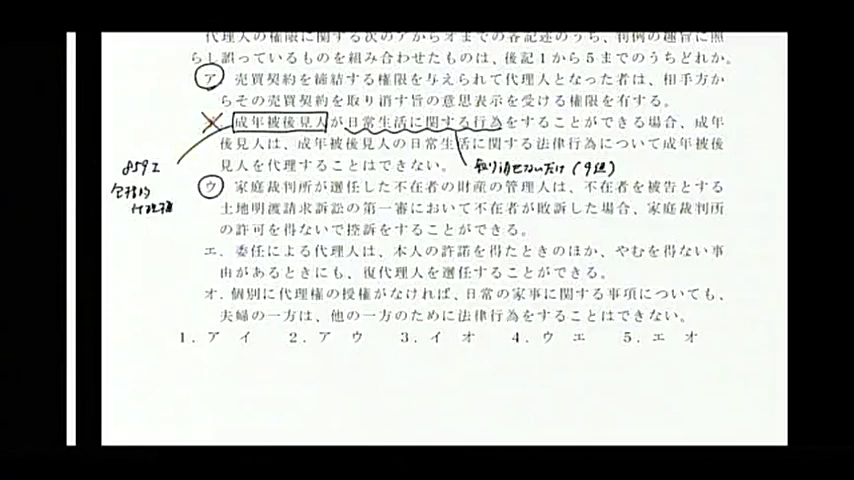 代理人の権限に関する次のアからオまでの各記述のうち、判例の趣旨に照
らし誤っているものを組み合わせたものは、後記1から5までのうちどれか。
ア 売買契約を締結する権限を与えられて代理人となった者は、相手方か
らその売買契約を取り消す旨の意思表示を受ける権限を有する。
成年被後見人が日常生活に関する行為をすることができる場合、成年
後見人は、成年被後見人の日常生活に関する法律行為について成年被後
見人を代理することはできない。 取り消せないだけ(9但)
859Ⅰ
包括的
代理権
ウ 家庭裁判所が選任した不在者の財産の管理人は、不在者を被告とする
土地明渡請求訴訟の第一審において不在者が敗訴した場合、家庭裁判所
の許可を得ないで控訴をすることができる。
エ.委任による代理人は、本人の許諾を得たときのほか、やむを得ない事
由があるときにも、復代理人を選任することができる。
オ.個別に代理権の授権がなければ、日常の家事に関する事項についても、
夫婦の一方は、他の一方のために法律行為をすることはできない。
1.ア イ 2.ア ウ 3.イ オ 4.ウ エ 5.エ オ